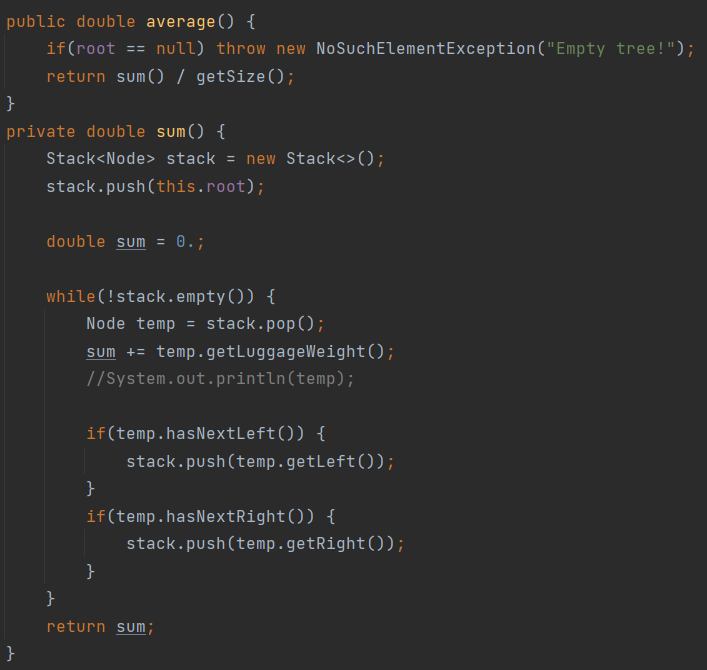 public double average() {
    if(root == null) throw new NoSuchElementException("Empty tree!");
    return sum() / getSize();
}
private double sum() {
    Stack<Node> stack = new Stack<>();
    stack.push(this.root);

    double sum = 0.;

    while(!stack.empty()) {
        Node temp = stack.pop();
        sum += temp.getLuggageWeight();
        //System.out.println(temp);

        if(temp.hasNextLeft()) {
            stack.push(temp.getLeft());
        }
        if(temp.hasNextRight()) {
            stack.push(temp.getRight());
        }
    }
    return sum;
}